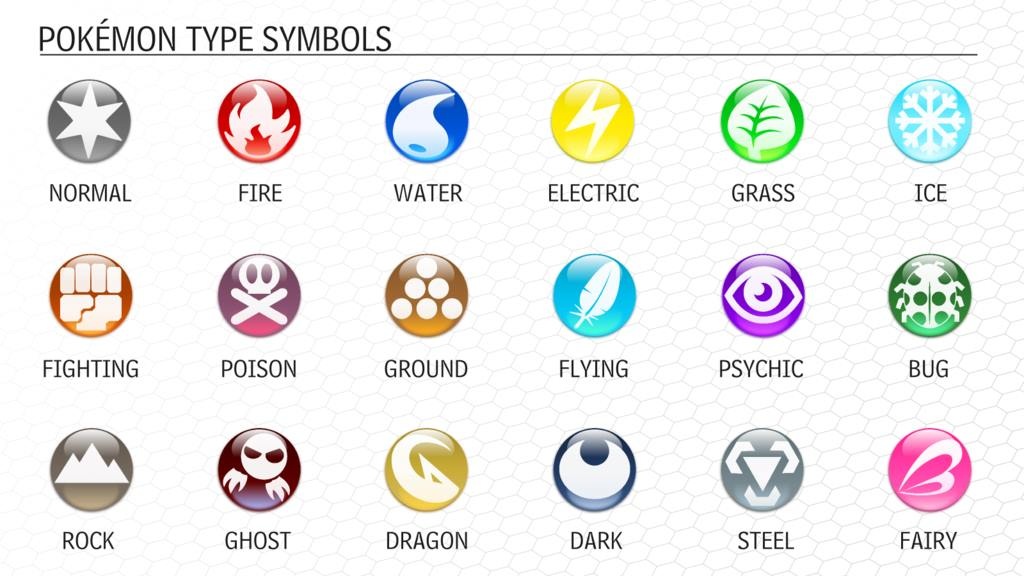 POKÉMON TYPE SYMBOLS
NORMAL FIRE WATER ELECTRIC GRASS ICE
FIGHTING POISON GROUND FLYING PSYCHIC BUG
ROCK GHOST DRAGON DARK STEEL FAIRY